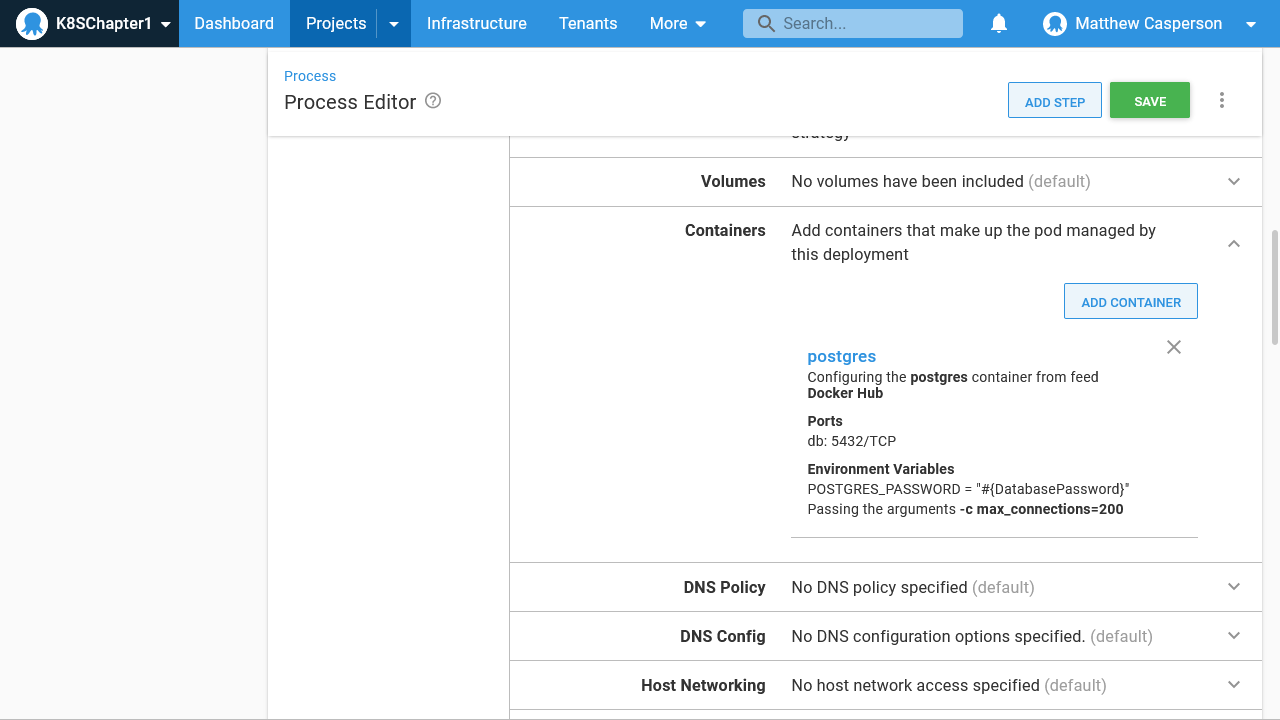 K8SChapter1
Dashboard
Projects
Infrastructure
Tenants
More
Search...
Matthew Casperson
Process
Process Editor
ADD STEP
SAVE
strategy
Volumes
No volumes have been included (default)
Containers
Add containers that make up the pod managed by
this deployment
ADD CONTAINER
postgres
Configuring the postgres container from feed
Docker Hub
Ports
db: 5432/TCP
Environment Variables
POSTGRES_PASSWORD = "#{DatabasePassword}"
Passing the arguments -c max_connections=200
DNS Policy
No DNS policy specified (default)
DNS Config
No DNS configuration options specified. (default)
Host Networking
No host network access specified (default)